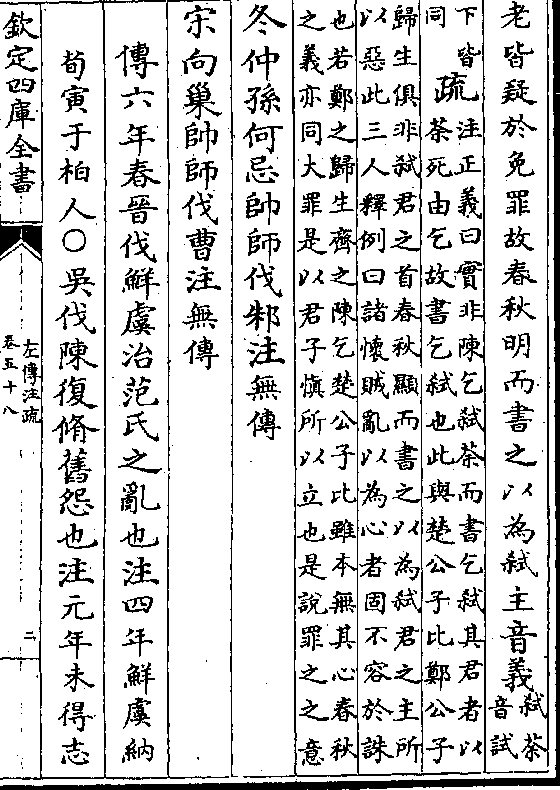 老皆疑於免罪故春秋明而書之以為弑主音義弑荼音試
下皆同疏注正義曰實非陳乞弑荼而書乞弑其君者以荼死由乞故書乞弑也此與楚公子比鄭公子
歸生俱非弑君之首春秋顯而書之以為弑君之主所以惡此三人釋例曰諸懷賊亂以為心者固不容於誅
也若鄭之歸生齊之陳乞楚公子比雖本無其心春秋之義亦同大罪是以君子慎所以立也是說罪之之意
冬仲孫何忌帥師伐邾注無傳
宋向巢帥師伐曹注無傳
傳六年春晉伐鮮虞治范氏之亂也注四年鮮虞納
荀寅于柏人○吳伐陳復脩舊怨也注元年未得志
欽定四庫全書
左傳注疏
卷五十八
二